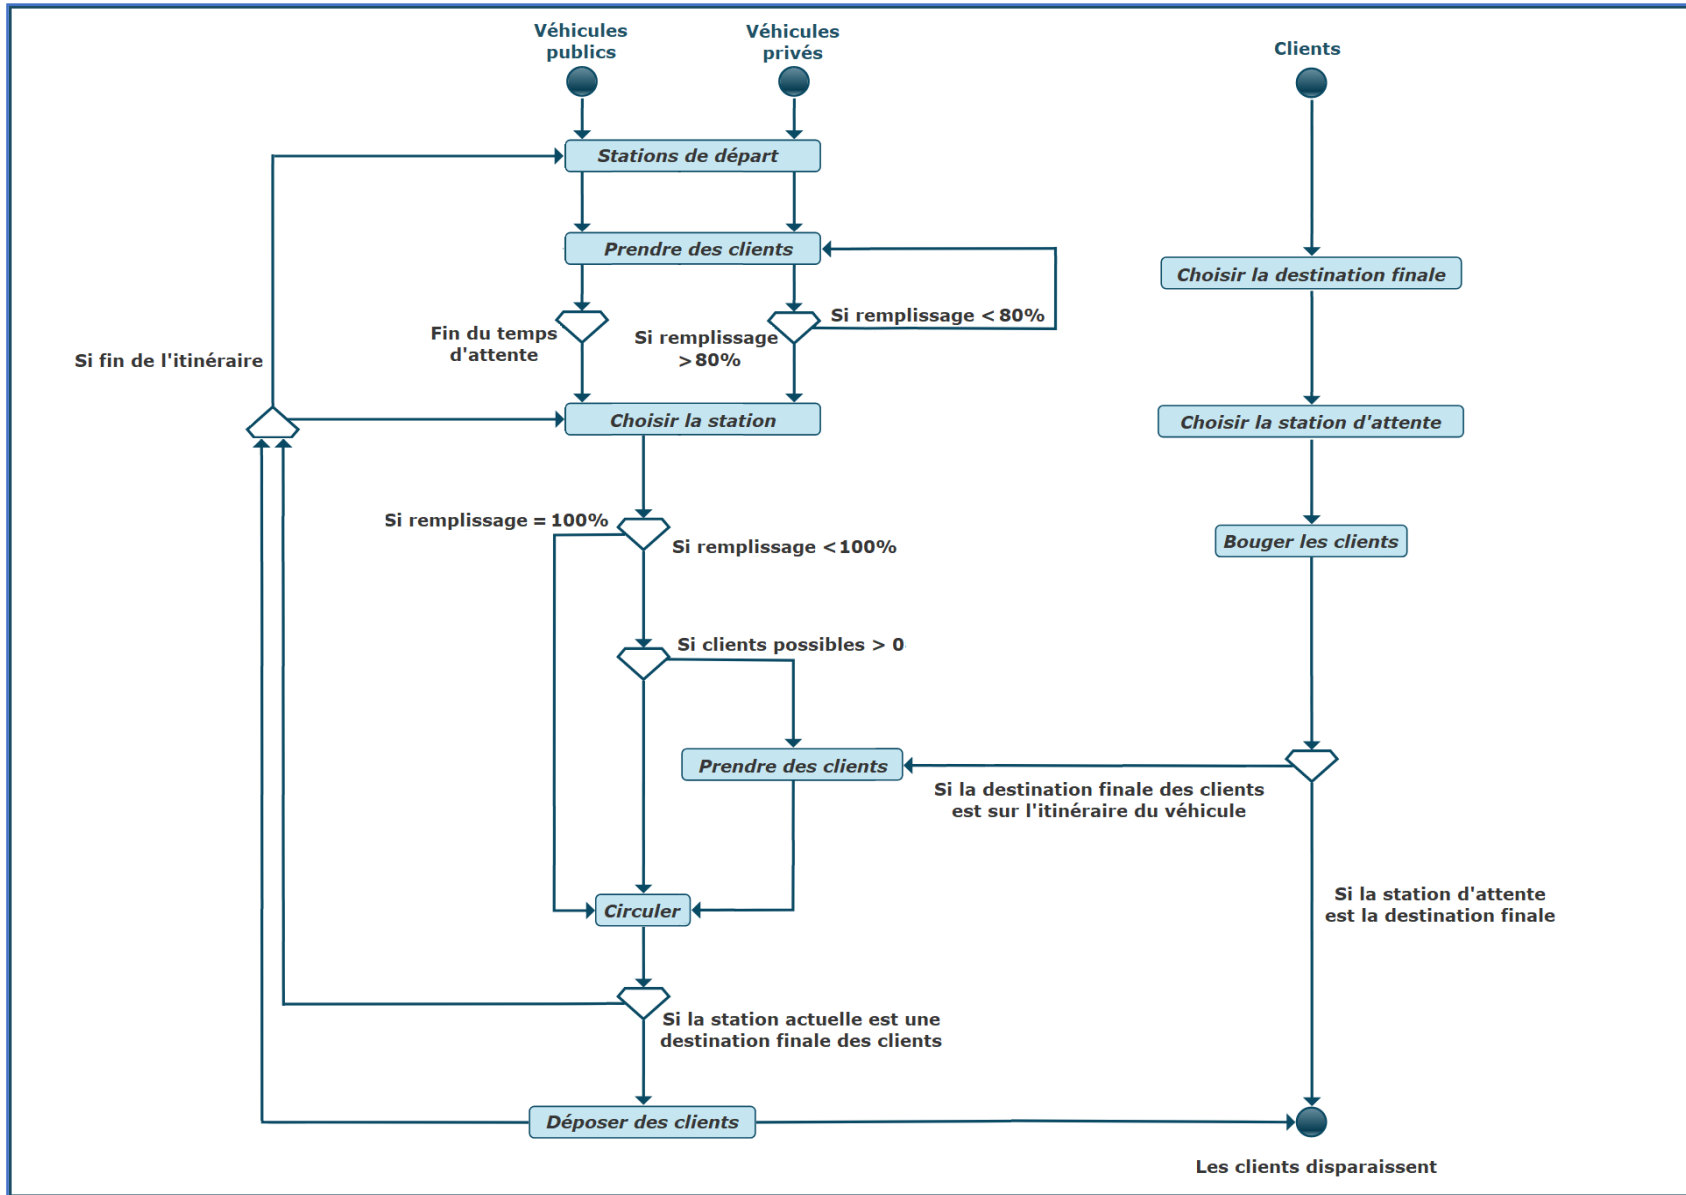 Véhicules
publics
Véhicules
privés
Clients
Stations de départ
Prendre des clients
Choisir la destination finale
Si remplissage <80%
Fin du temps
d'attente
Si remplissage
>80%
Si fin de l'itinéraire
Choisir la station
Choisir la station d'attente
Si remplissage = 100%
Si remplissage <100%
Bouger les clients
Si clients possibles > 0
Prendre des clients
Si la destination finale des clients
est sur l'itinéraire du véhicule
Si la station d'attente
est la destination finale
Circuler
Si la station actuelle est une
destination finale des clients
Déposer des clients
Les clients disparaissent